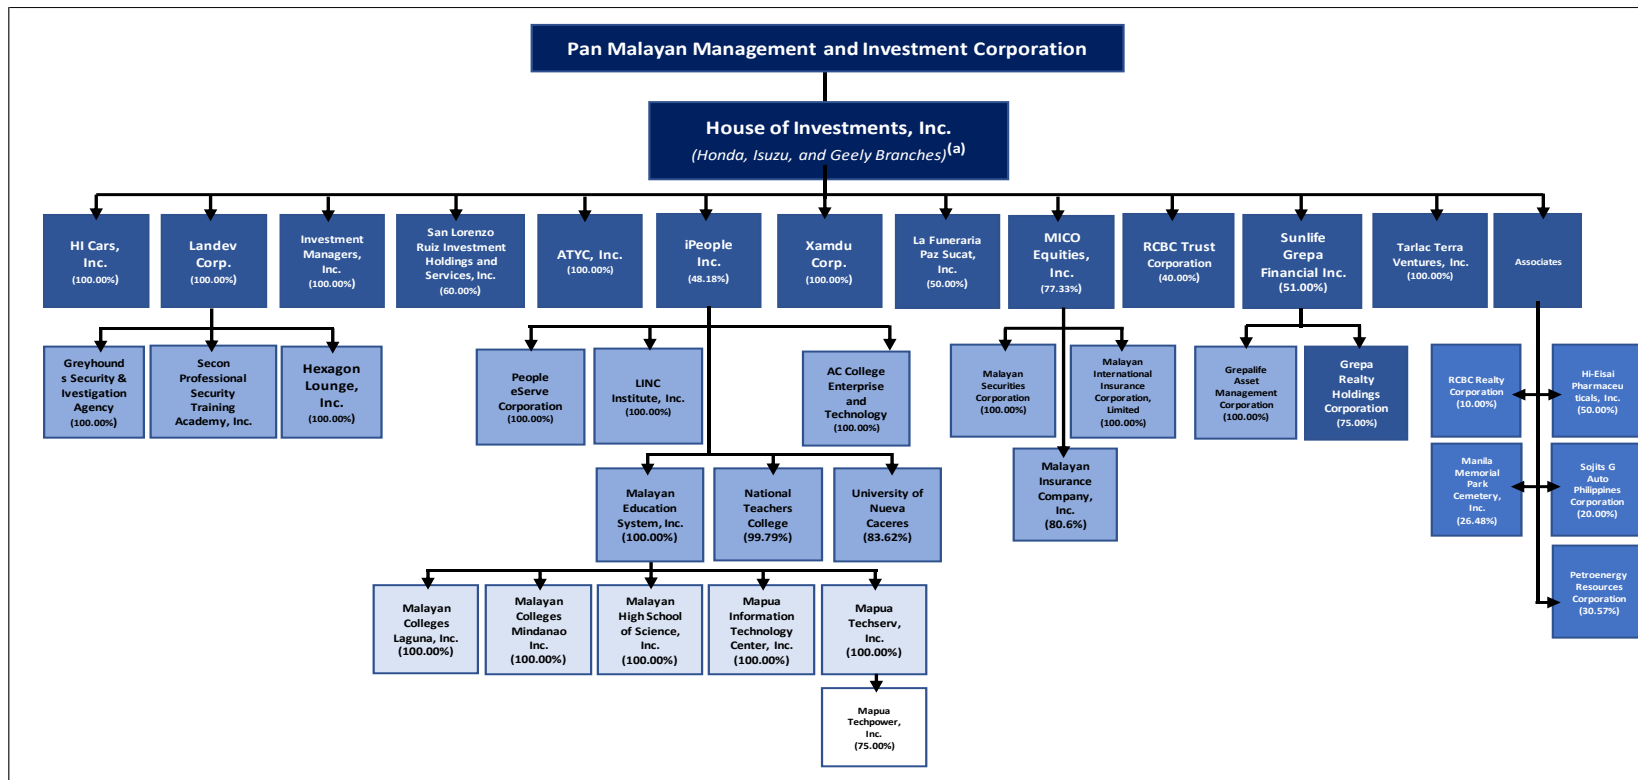 Pan Malayan Management and Investment Corporation
House of Investments, Inc.
(Honda, Isuzu, and Geely Branches)(a)
HI Cars,
Inc.
(100.00%)
Landev
Corp.
(100.00%)
Investment
Managers,
Inc.
(100.00%)
San Lorenzo
Ruiz Investment
Holdings and
Services, Inc.
(60.00%)
ATYC, Inc.
(100.00%)
iPeople
Inc.
(48.18%)
Xamdu
Corp.
(100.00%)
La Funeraria
Paz Sucat,
Inc.
(50.00%)
MICO
Equities,
Inc.
(77.33%)
RCBC Trust
Corporation
(40.00%)
Sunlife
Grepa
Financial Inc.
(51.00%)
Tarlac Terra
Ventures, Inc.
(100.00%)
Associates
Greyhound
s Security &
Ivestigation
Agency
(100.00%)
Secon
Professional
Security
Training
Academy, Inc.
Hexagon
Lounge,
Inc.
(100.00%)
People
eServe
Corporation
(100.00%)
LINC
Institute, Inc.
(100.00%)
AC College
Enterprise
and
Technology
(100.00%)
Malayan
Securities
Corporation
(100.00%)
Malayan
International
Insurance
Corporation,
Limited
(100.00%)
Grepalife
Asset
Management
Corporation
(100.00%)
Grepa
Realty
Holdings
Corporation
(75.00%)
RCBC Realty
Corporation
(10.00%)
Hi-Eisai
Pharmaceu
ticals, Inc.
(50.00%)
Malayan
Education
System, Inc.
(100.00%)
National
Teachers
College
(99.79%)
University of
Nueva
Caceres
(83.62%)
Malayan
Insurance
Company,
Inc.
(80.6%)
Manila
Memorial
Park
Cemetery,
Inc.
(26.48%)
Sojits G
Auto
Philippines
Corporation
(20.00%)
Malayan
Colleges
Laguna, Inc.
(100.00%)
Malayan
Colleges
Mindanao
Inc.
(100.00%)
Malayan
High School
of Science,
Inc.
(100.00%)
Mapua
Information
Technology
Center, Inc.
(100.00%)
Mapua
Techserv,
Inc.
(100.00%)
Petroenergy
Resources
Corporation
(30.57%)
Mapua
Techpower,
Inc.
(75.00%)